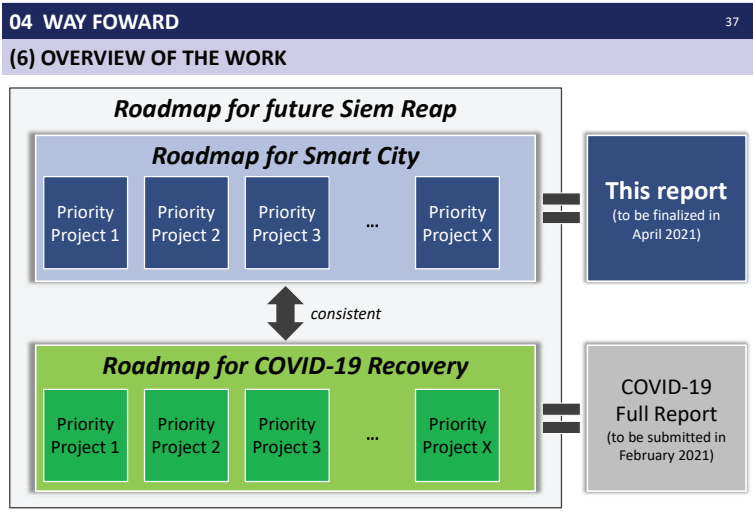 04 WAY FOWARD
37
(6) OVERVIEW OF THE WORK
Roadmap for future Siem Reap
Roadmap for Smart City
Priority
Project 1
Priority
Project 2
Priority
Project 3
...
Priority
Project X
This report
(to be finalized in
April 2021)
consistent
Roadmap for COVID-19 Recovery
Priority
Project 1
Priority
Project 2
Priority
Project 3
...
Priority
Project X
COVID-19
Full Report
(to be submitted in
February 2021)